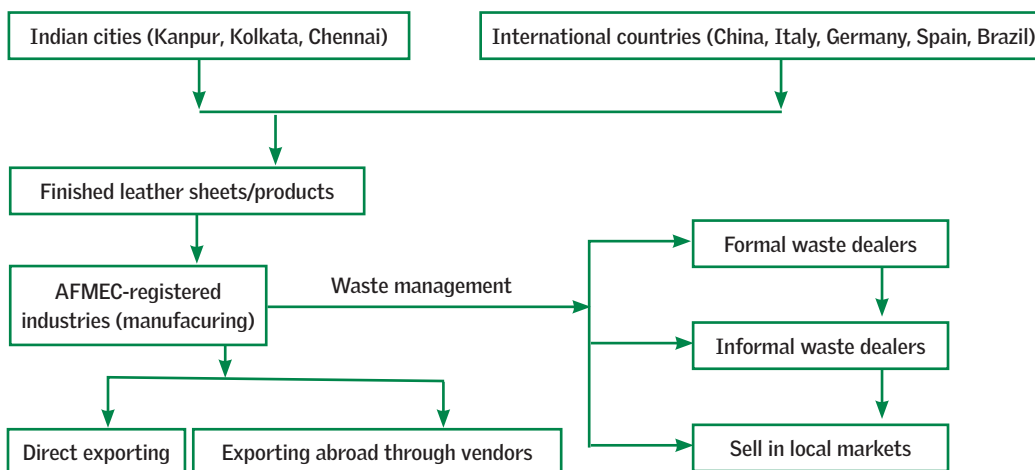 Indian cities (Kanpur, Kolkata, Chennai)
International countries (China, Italy, Germany, Spain, Brazil)
Finished leather sheets/products
AFMEC-registered
industries (manufacuring)
Waste management
Formal waste dealers
Informal waste dealers
Sell in local markets
Direct exporting
Exporting abroad through vendors